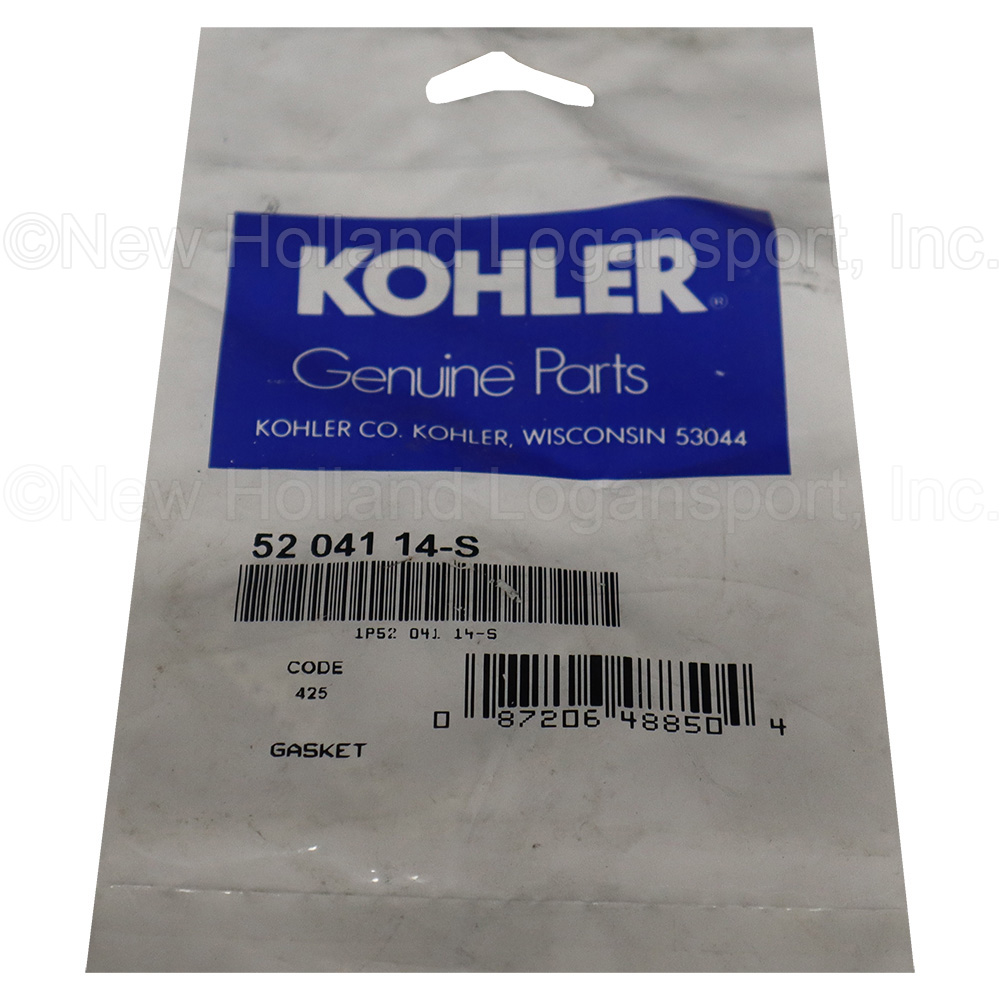 ©New Holland Logansport, Inc.
KOHLER®
Genuine Parts
KOHLER CO. KOHLER, WISCONSIN 53044
©New Holland Logansport, Inc.
52 041 14-S
1P52 041 14-S
CODE
425
0 87206 48850 4
GASKET